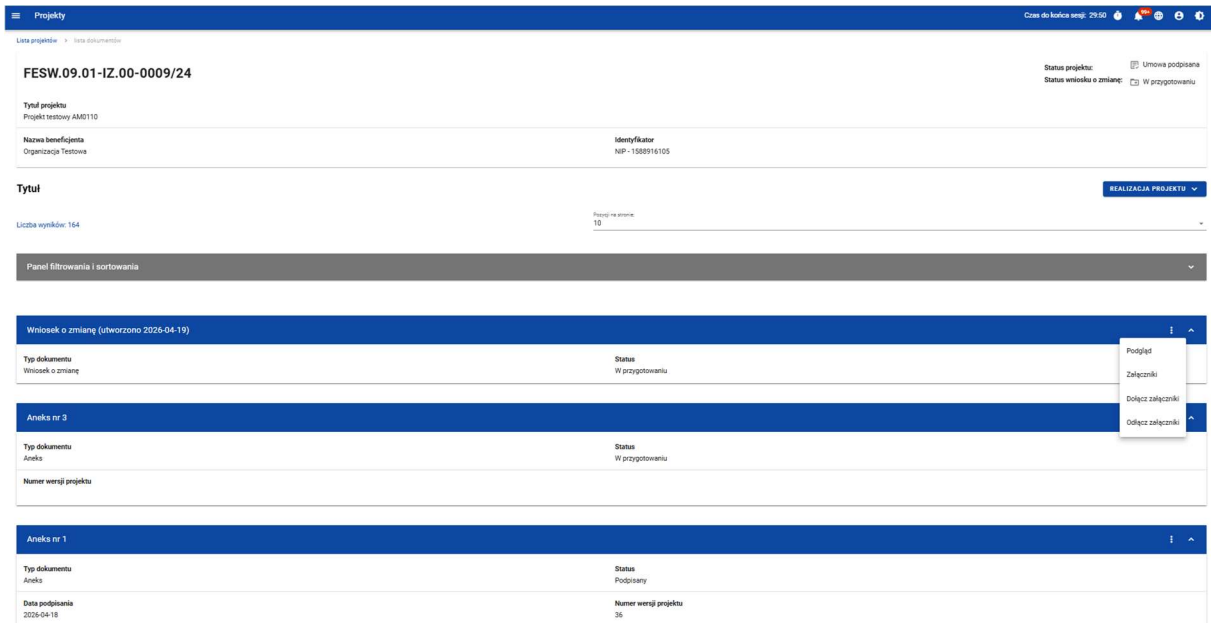 Projekty
Czas do końca sesji: 29:50
99+
Lista projektów > lista dokumentów
FESW.09.01-IZ.00-0009/24
Status projektu: Umowa podpisana
Status wniosku o zmianę: W przygotowaniu
Tytuł projektu
Projekt testowy AM0110
Nazwa beneficjenta
Organizacja Testowa
Identyfikator
NIP - 1588916105
Tytuł
REALIZACJA PROJEKTU
Liczba wyników: 164
Pozycji na stronie
10
Panel filtrowania i sortowania
Wniosek o zmianę (utworzono 2026-04-19)
Typ dokumentu
Wniosek o zmianę
Status
W przygotowaniu
Podgląd
Załączniki
Dołącz załączniki
Odłącz załączniki
Aneks nr 3
Typ dokumentu
Aneks
Status
W przygotowaniu
Numer wersji projektu
Aneks nr 1
Typ dokumentu
Aneks
Status
Podpisany
Data podpisania
2026-04-18
Numer wersji projektu
36